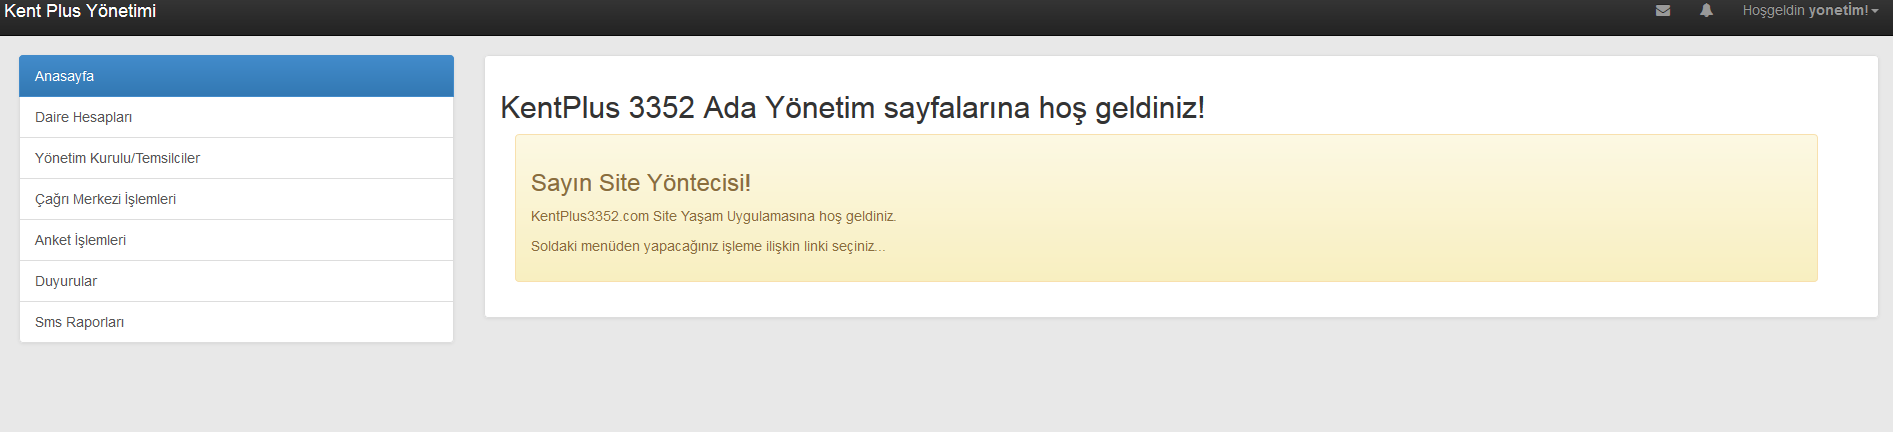 Kent Plus Yönetimi
Hoşgeldin yonetİm!
Anasayfa
Daire Hesapları
Yönetim Kurulu/Temsilciler
Çağrı Merkezi İşlemleri
Anket İşlemleri
Duyurular
Sms Raporları
KentPlus 3352 Ada Yönetim sayfalarına hoş geldiniz!
Sayın Site Yöntecisi!
KentPlus3352.com Site Yaşam Uygulamasına hoş geldiniz.
Soldaki menüden yapacağınız işleme ilişkin linki seçiniz...